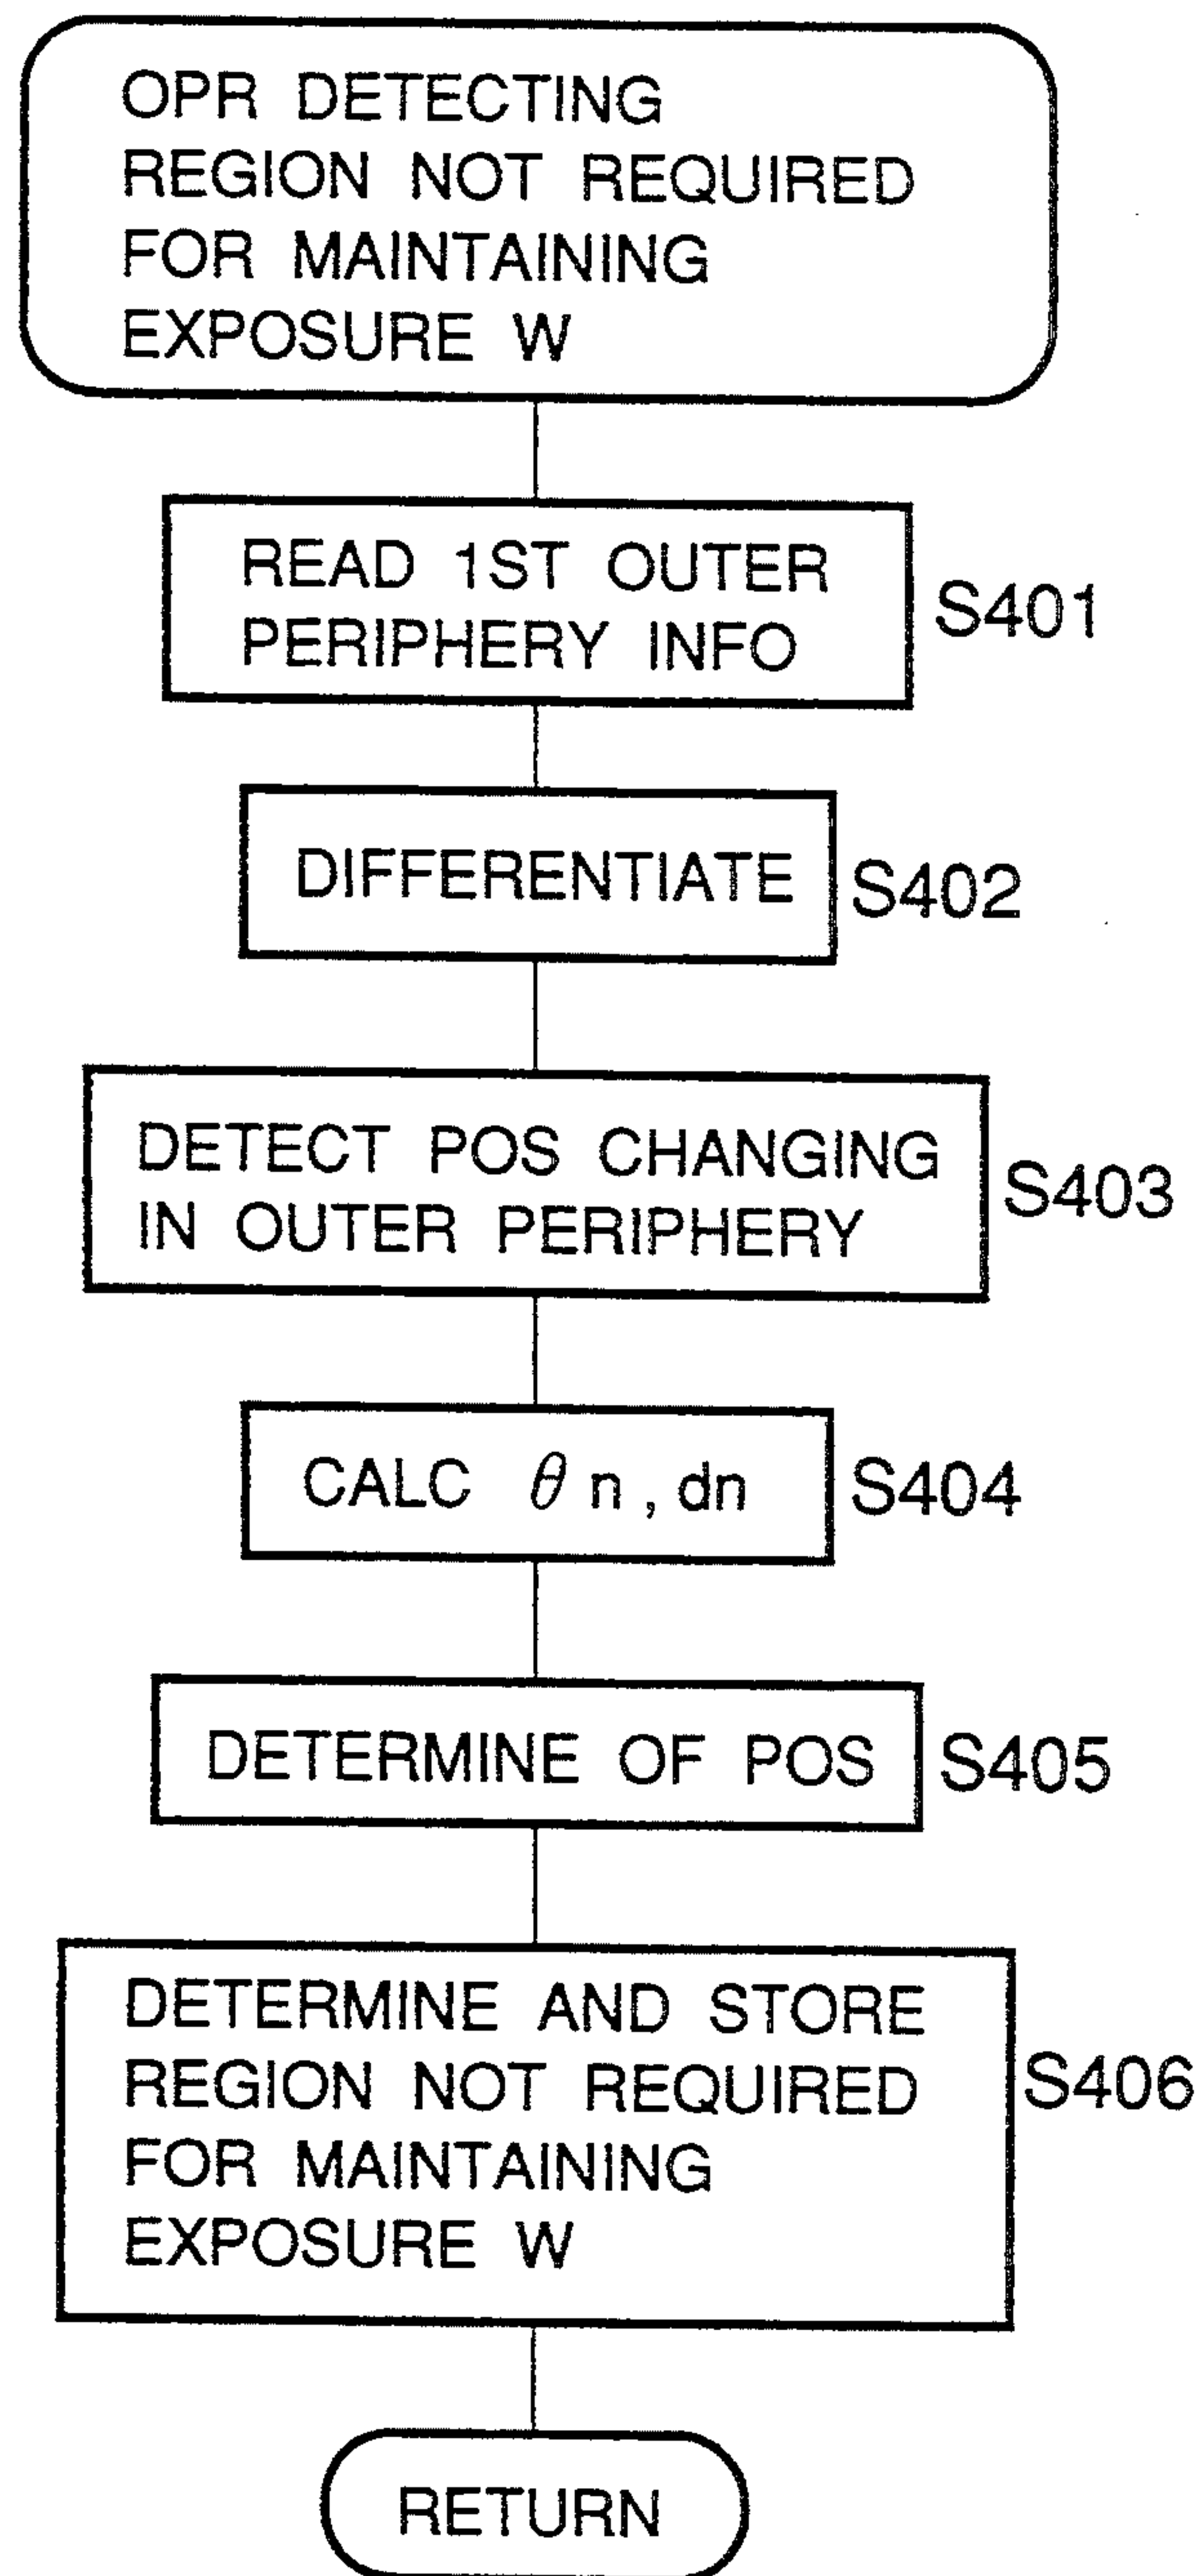 OPR DETECTING
REGION NOT REQUIRED
FOR MAINTAINING
EXPOSURE W
READ 1ST OUTER
PERIPHERY INFO
S401
DIFFERENTIATE
S402
DETECT POS CHANGING
IN OUTER PERIPHERY
S403
CALC θn, dn
S404
DETERMINE OF POS
S405
DETERMINE AND STORE
REGION NOT REQUIRED
FOR MAINTAINING
EXPOSURE W
S406
RETURN